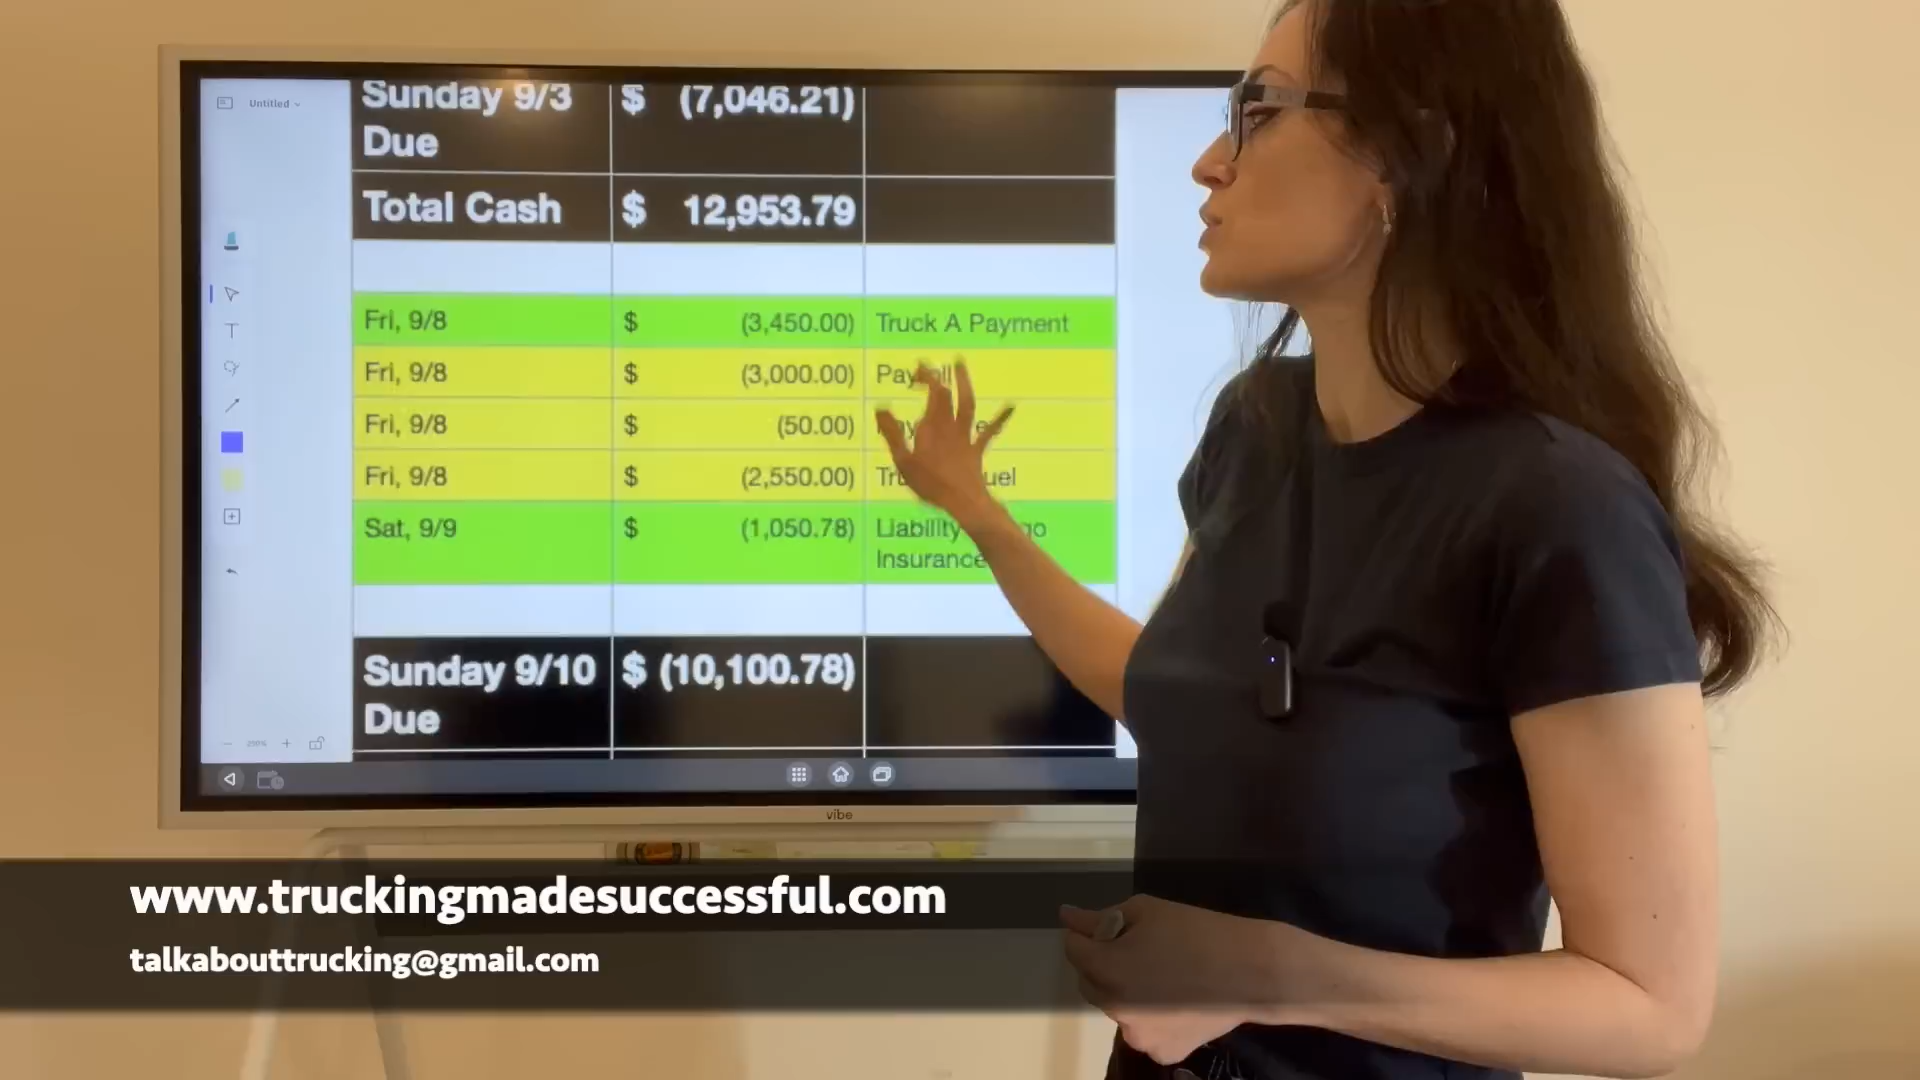 Untitled
Sunday 9/3 $ (7,046.21)
Due
Total Cash $ 12,953.79
Fri, 9/8 $ (3,450.00) Truck A Payment
Fri, 9/8 $ (3,000.00)
Fri, 9/8 $ (50.00)
Fri, 9/8 $ (2,550.00)
Sat, 9/9 $ (1,050.78) Liability
Insurance
Sunday 9/10 $ (10,100.78)
Due
vibe
www.truckingmadesuccessful.com
talkabouttrucking@gmail.com